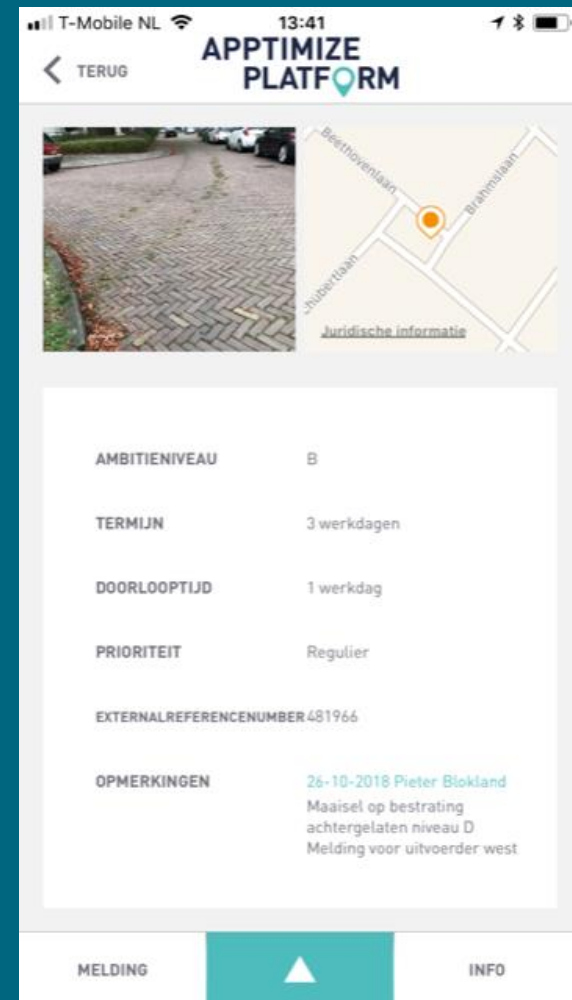 T-Mobile NL 13:41
APPTIMIZE
PLATFORM
TERUG
Beethovenlaan
Brahmslaan
hubertlaan
Juridische informatie
AMBITIENIVEAU B
TERMIJN 3 werkdagen
DOORLOOPTIJD 1 werkdag
PRIORITEIT Regulier
EXTERNALREFERENCENUMBER 481966
OPMERKINGEN 26-10-2018 Pieter Blokland
Maaisel op bestrating
achtergelaten niveau D
Melding voor uitvoerder west
MELDING INFO